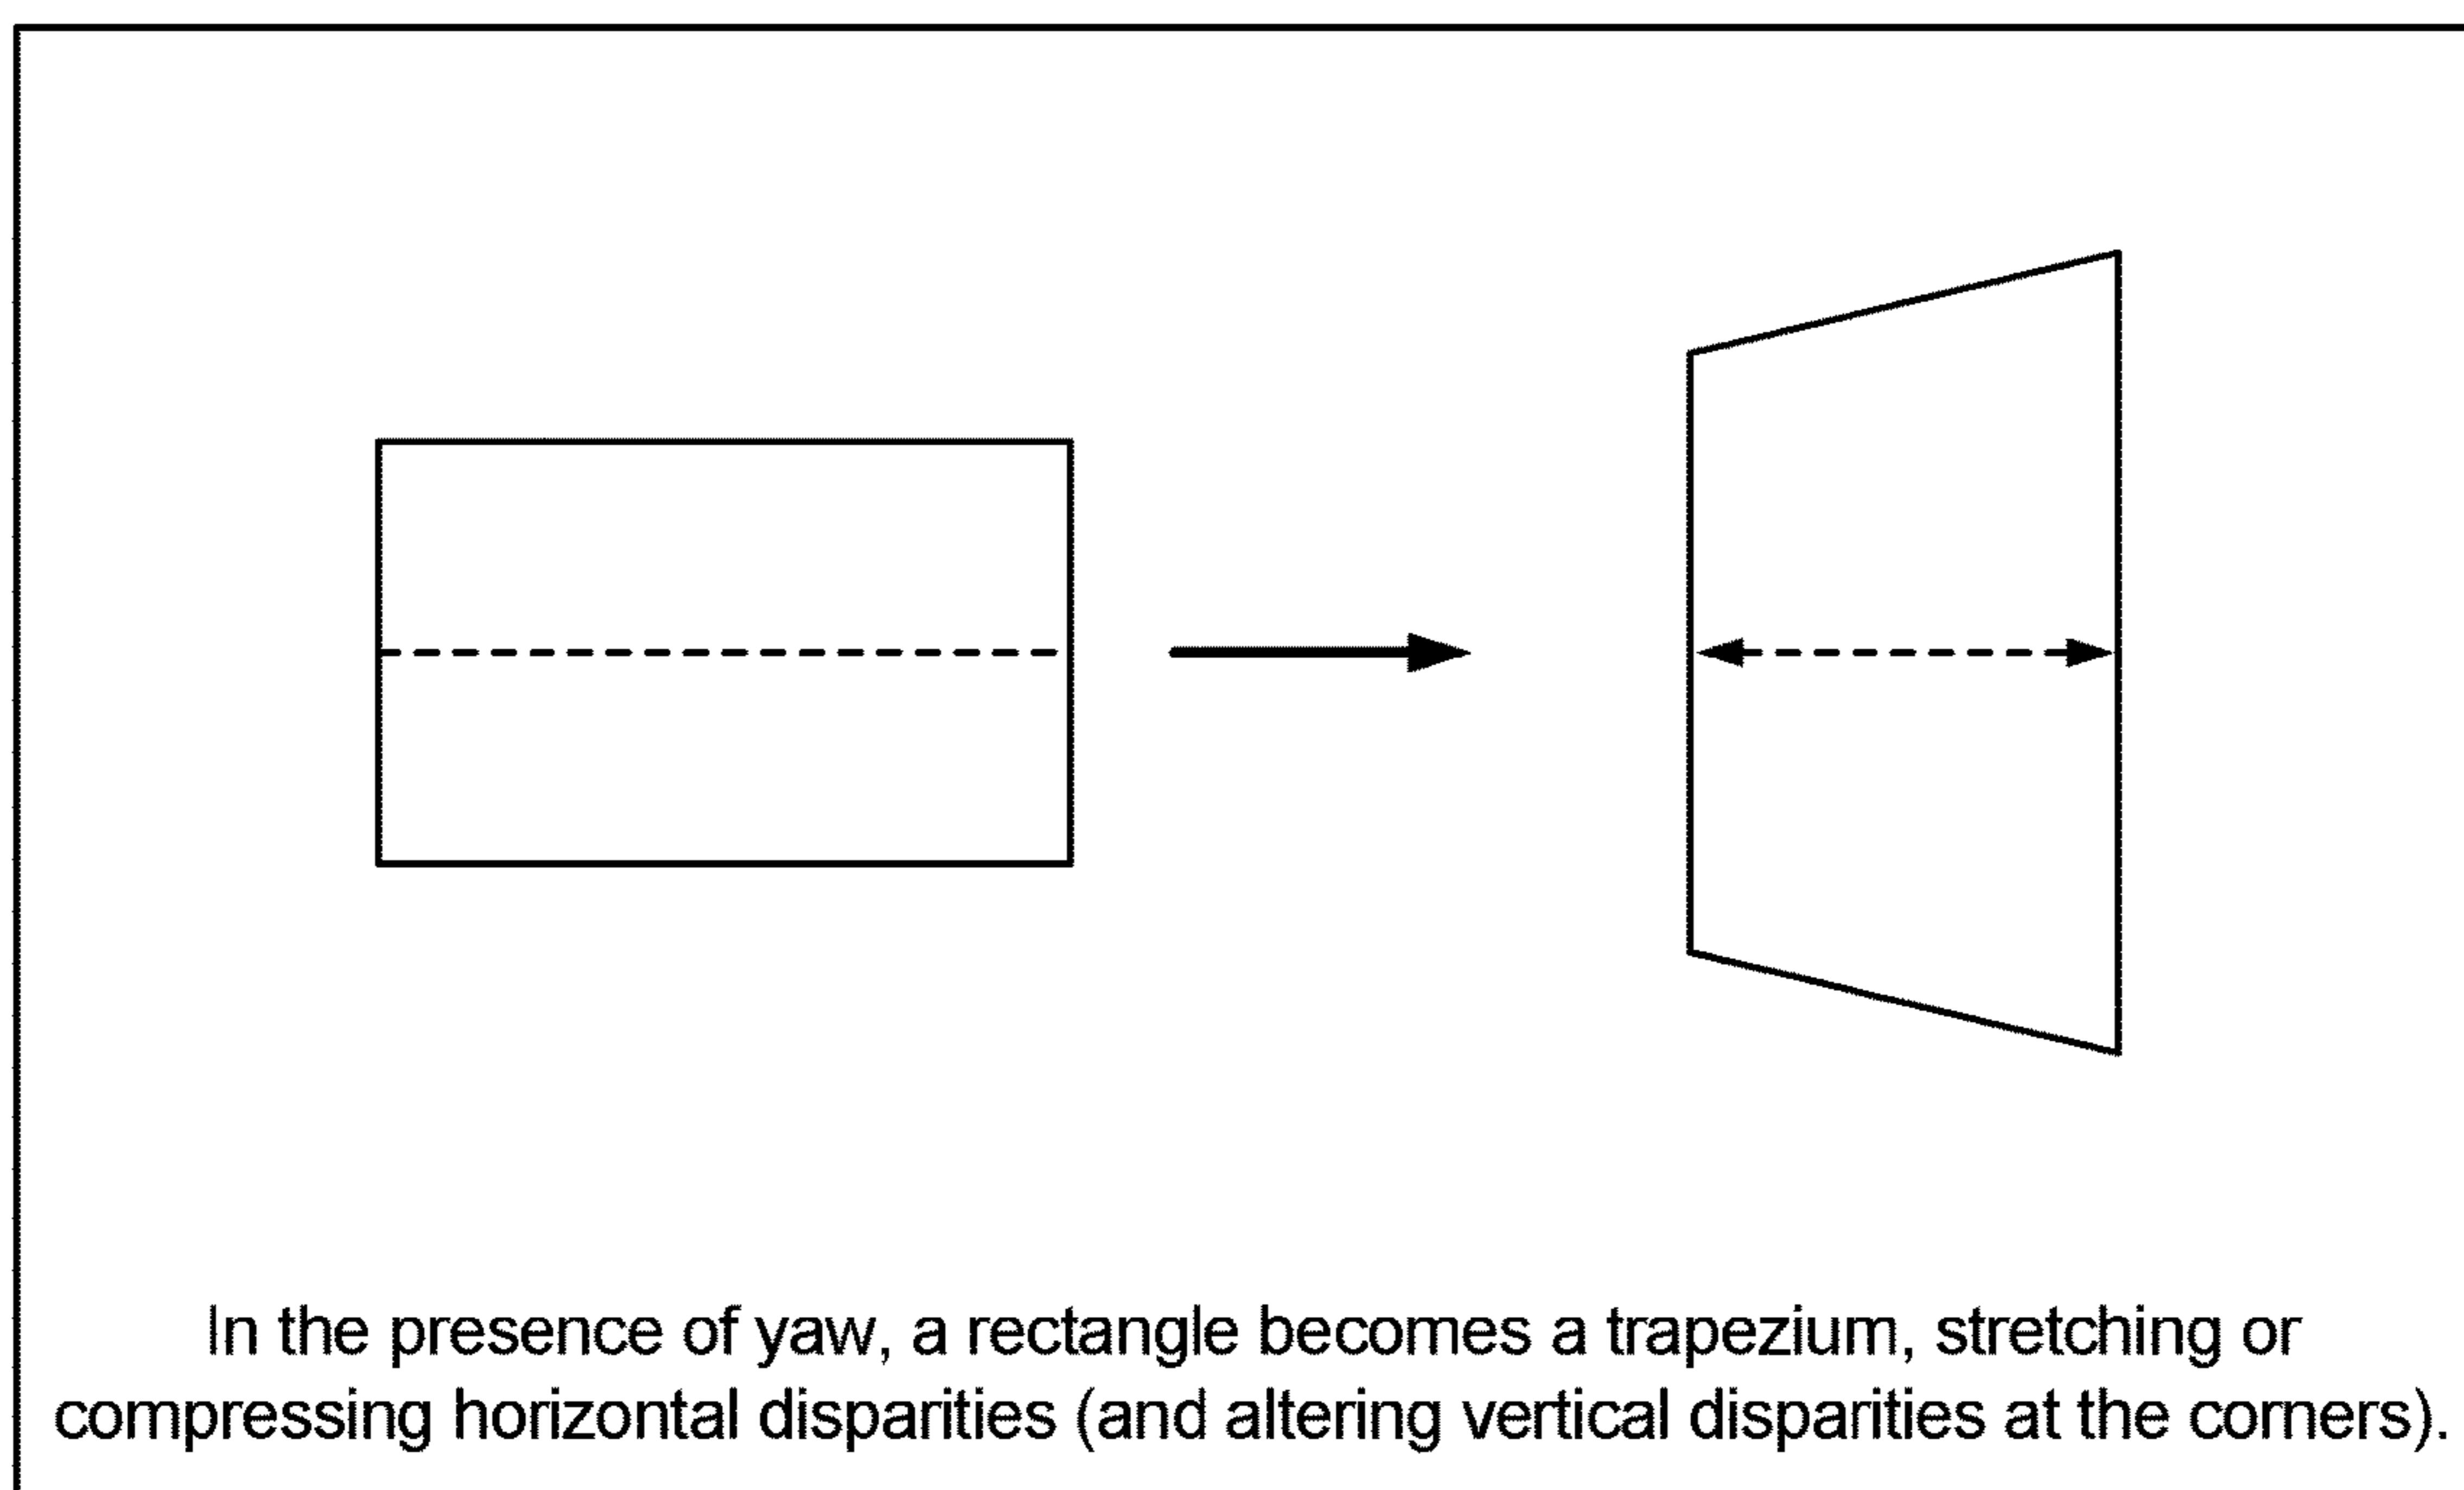 In the presence of yaw, a rectangle becomes a trapezium, stretching or
compressing horizontal disparities (and altering vertical disparities at the corners).